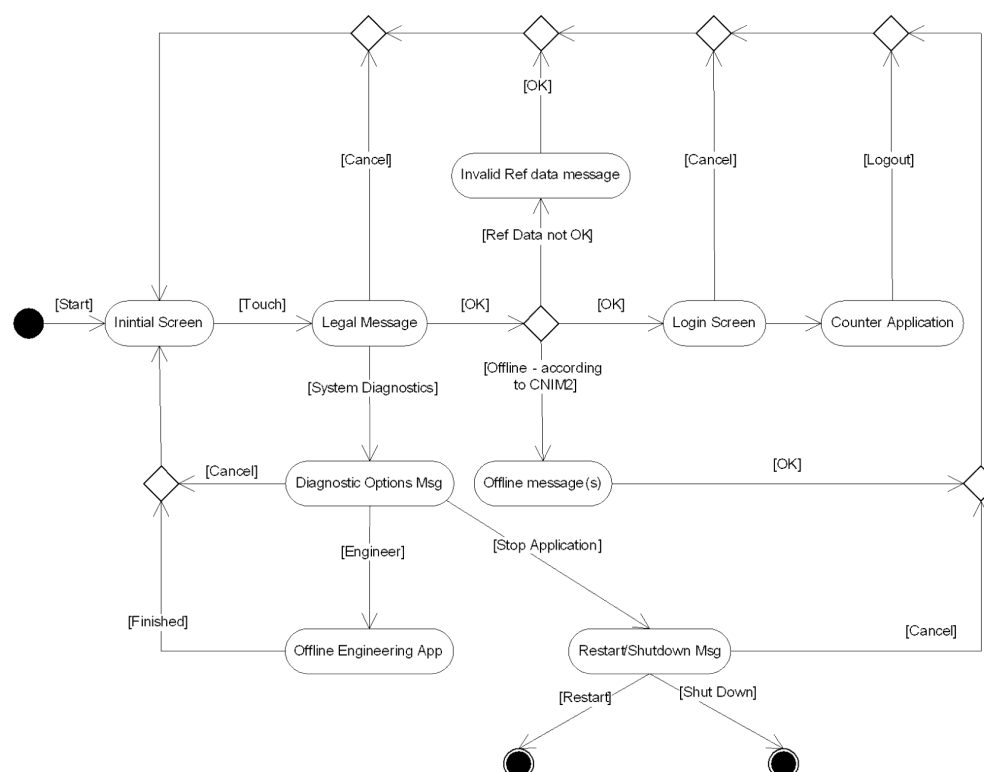 [OK]
[Cancel]
[Cancel]
[Logout]
Invalid Ref data message
[Ref Data not OK]
[Start]
[Touch]
[OK]
[OK]
Inintial Screen
Legal Message
Login Screen
Counter Application
[Offline - according
to CNIM2]
[System Diagnostics]
[Cancel]
[OK]
Diagnostic Options Msg
Offline message(s)
[Engineer]
[Stop Application]
[Finished]
[Cancel]
Offline Engineering App
Restart/Shutdown Msg
[Restart]
[Shut Down]